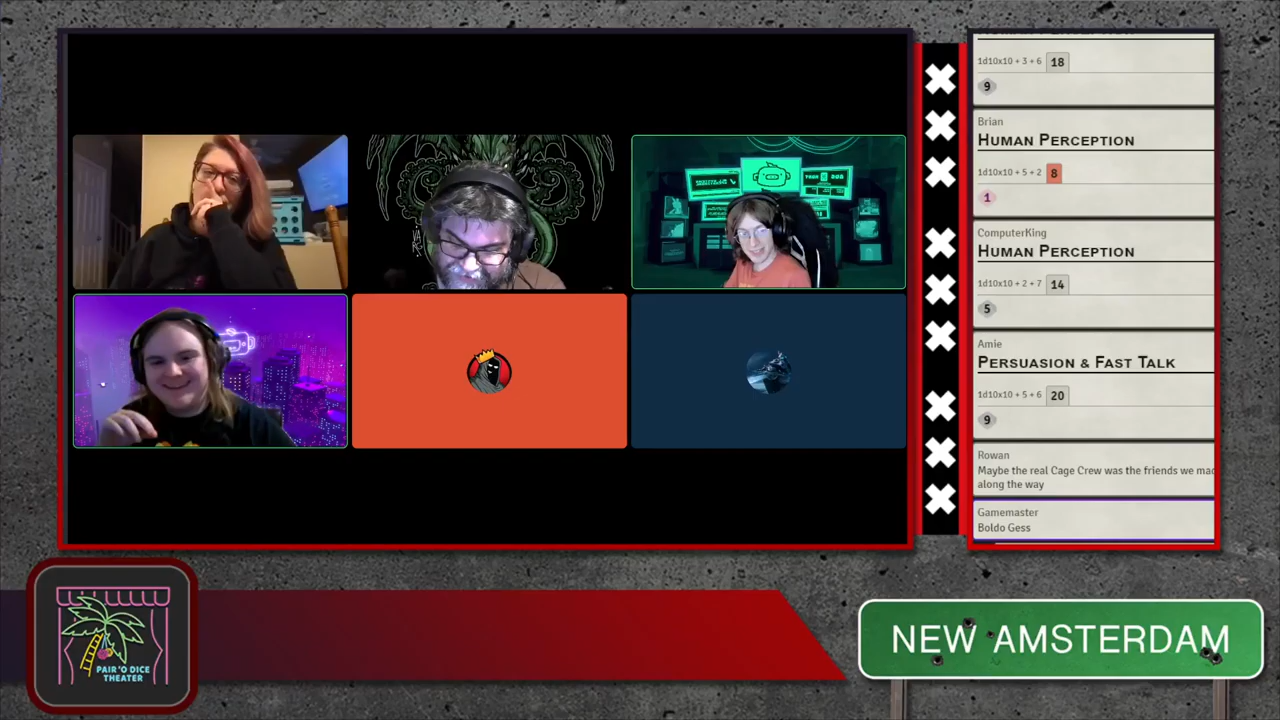 1d10x10 + 3 + 6 18
9
Brian
HUMAN PERCEPTION
1d10x10 + 5 + 2 8
1
ComputerKing
HUMAN PERCEPTION
1d10x10 + 2 + 7 14
5
Amie
PERSUASION & FAST TALK
1d10x10 + 5 + 6 20
9
Rowan
Maybe the real Cage Crew was the friends we mad
along the way
Gamemaster
Boldo Gess
PAIR 'O DICE
THEATER
NEW AMSTERDAM